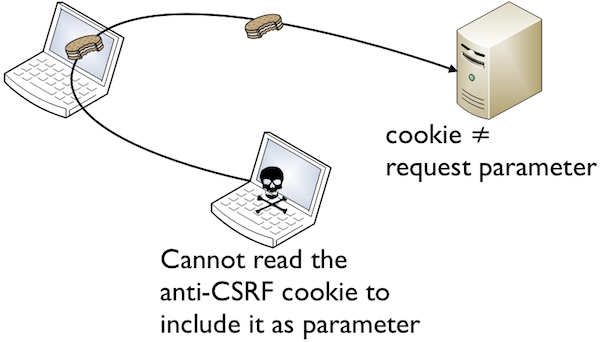 cookie ≠
request parameter
Cannot read the
anti-CSRF cookie to
include it as parameter